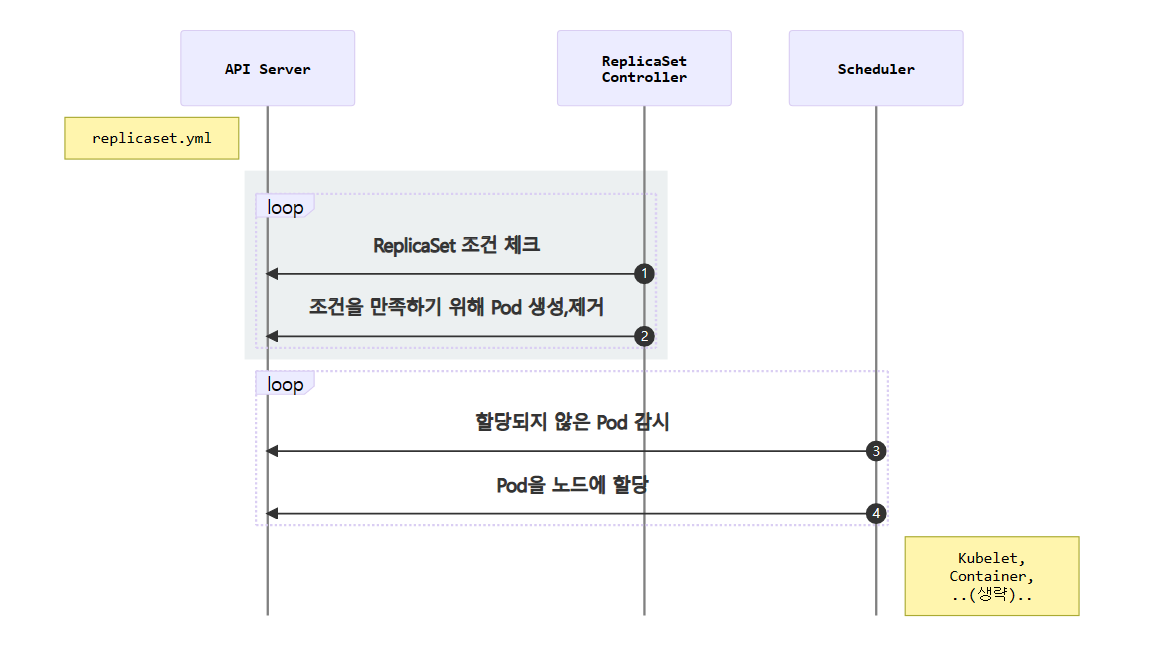 API Server
ReplicaSet
Controller
Scheduler
replicaset.yml
loop
ReplicaSet 조건 체크
1
조건을 만족하기 위해 Pod 생성,제거
2
loop
할당되지 않은 Pod 감시
3
Pod을 노드에 할당
4
Kubelet,
Container,
..(생략)..